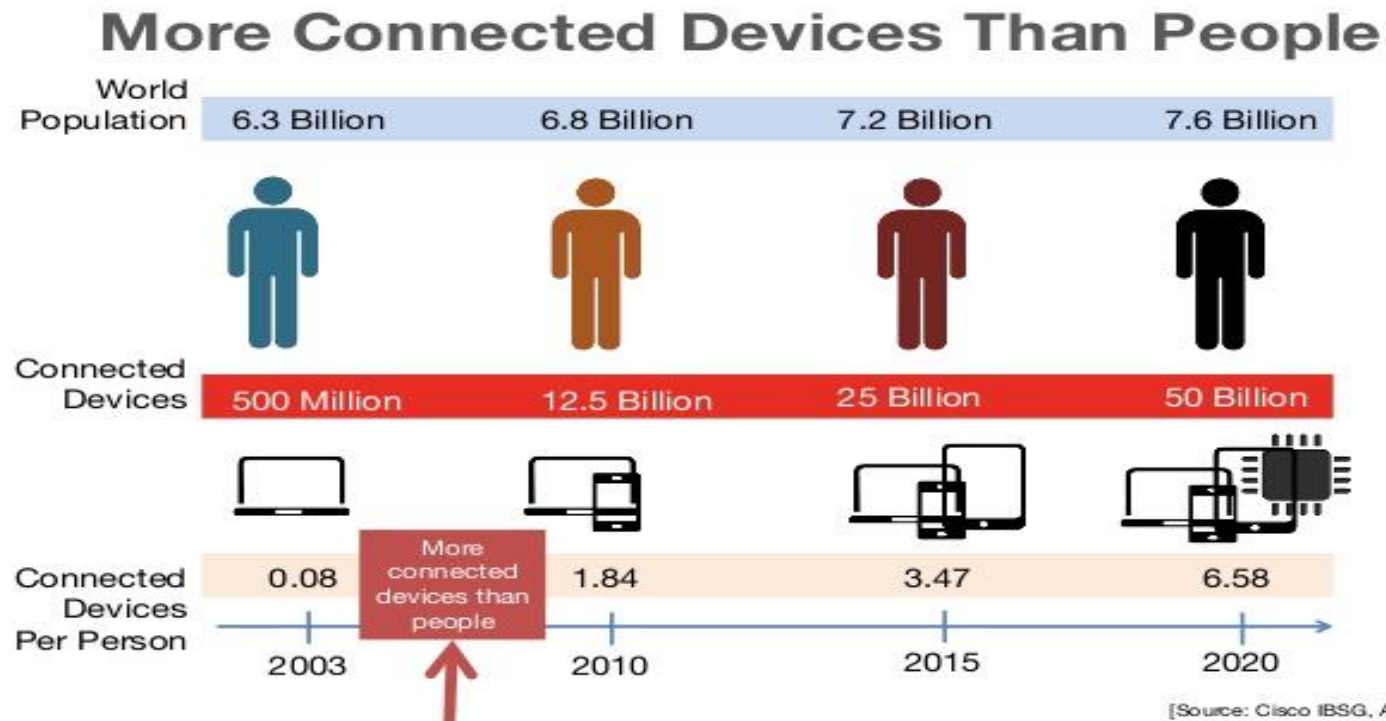 More Connected Devices Than People
World
Population
6.3 Billion
6.8 Billion
7.2 Billion
7.6 Billion
Connected
Devices
500 Million
12.5 Billion
25 Billion
50 Billion
More
connected
devices than
people
Connected
Devices
Per Person
0.08
1.84
3.47
6.58
2003
2010
2015
2020
[Source: Cisco IBSG,